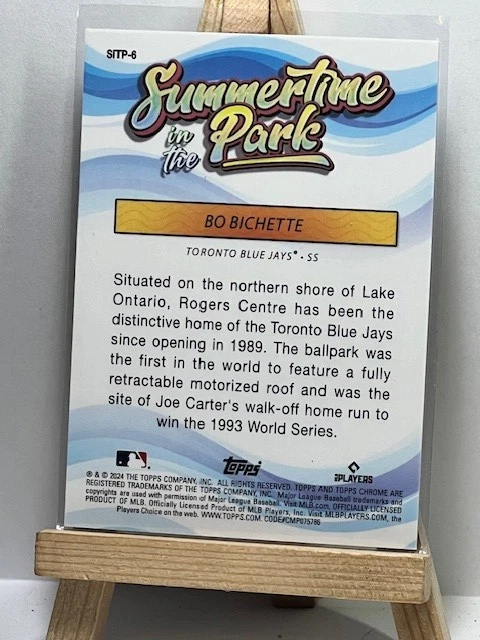 SITP-6
Summertime
in the Park
BO BICHETTE
TORONTO BLUE JAYS® • SS
Situated on the northern shore of Lake
Ontario, Rogers Centre has been the
distinctive home of the Toronto Blue Jays
since opening in 1989. The ballpark was
the first in the world to feature a fully
retractable motorized roof and was the
site of Joe Carter's walk-off home run to
win the 1993 World Series.
topps
PLAYERS
® & © 2024 THE TOPPS COMPANY, INC. ALL RIGHTS RESERVED. TOPPS AND TOPPS CHROME ARE
REGISTERED TRADEMARKS OF THE TOPPS COMPANY, INC. Major League Baseball trademarks and
copyrights are used with permission of Major League Baseball. Visit MLB.com. OFFICIALLY LICENSED
PRODUCT OF MLB. Officially Licensed Product of MLB Players, Inc. Visit MLBPLAYERS.com, the
Players Choice on the web. WWW.TOPPS.COM. CODE#CMP075786